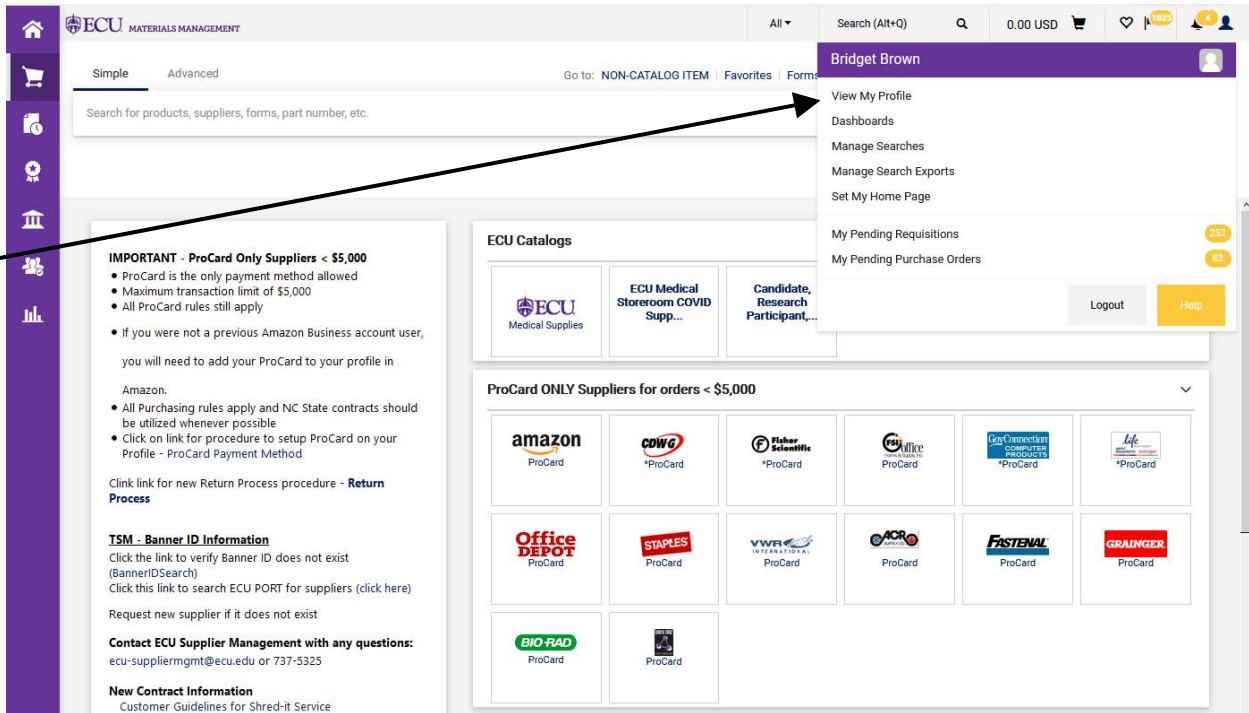 ECU MATERIALS MANAGEMENT
All
Search (Alt+Q)
0.00 USD
1035
4
Simple
Advanced
Go to: NON-CATALOG ITEM | Favorites | Forms
Search for products, suppliers, forms, part number, etc.
Bridget Brown
View My Profile
Dashboards
Manage Searches
Manage Search Exports
Set My Home Page
My Pending Requisitions 252
My Pending Purchase Orders 83
Logout
Help
IMPORTANT - ProCard Only Suppliers < $5,000
• ProCard is the only payment method allowed
• Maximum transaction limit of $5,000
• All ProCard rules still apply
• If you were not a previous Amazon Business account user,
you will need to add your ProCard to your profile in
Amazon.
• All Purchasing rules apply and NC State contracts should
be utilized whenever possible
• Click on link for procedure to setup ProCard on your
Profile - ProCard Payment Method
Clink link for new Return Process procedure - Return
Process
TSM - Banner ID Information
Click the link to verify Banner ID does not exist
(BannerIDSearch)
Click this link to search ECU PORT for suppliers (click here)
Request new supplier if it does not exist
Contact ECU Supplier Management with any questions:
ecu-suppliermgmt@ecu.edu or 737-5325
New Contract Information
Customer Guidelines for Shred-it Service
ECU Catalogs
ECU
Medical Supplies
ECU Medical
Storeroom COVID
Supp...
Candidate,
Research
Participant,...
ProCard ONLY Suppliers for orders < $5,000
amazon
ProCard
CDWG
*ProCard
Fisher
Scientific
*ProCard
FSIoffice
ProCard
GovConnection
COMPUTER
PRODUCTS
*ProCard
life
*ProCard
Office
DEPOT
ProCard
STAPLES
ProCard
VWR
INTERNATIONAL
ProCard
ACR
SUPPLY CO.
ProCard
FASTENAL
ProCard
GRAINGER
ProCard
BIO-RAD
ProCard
ProCard